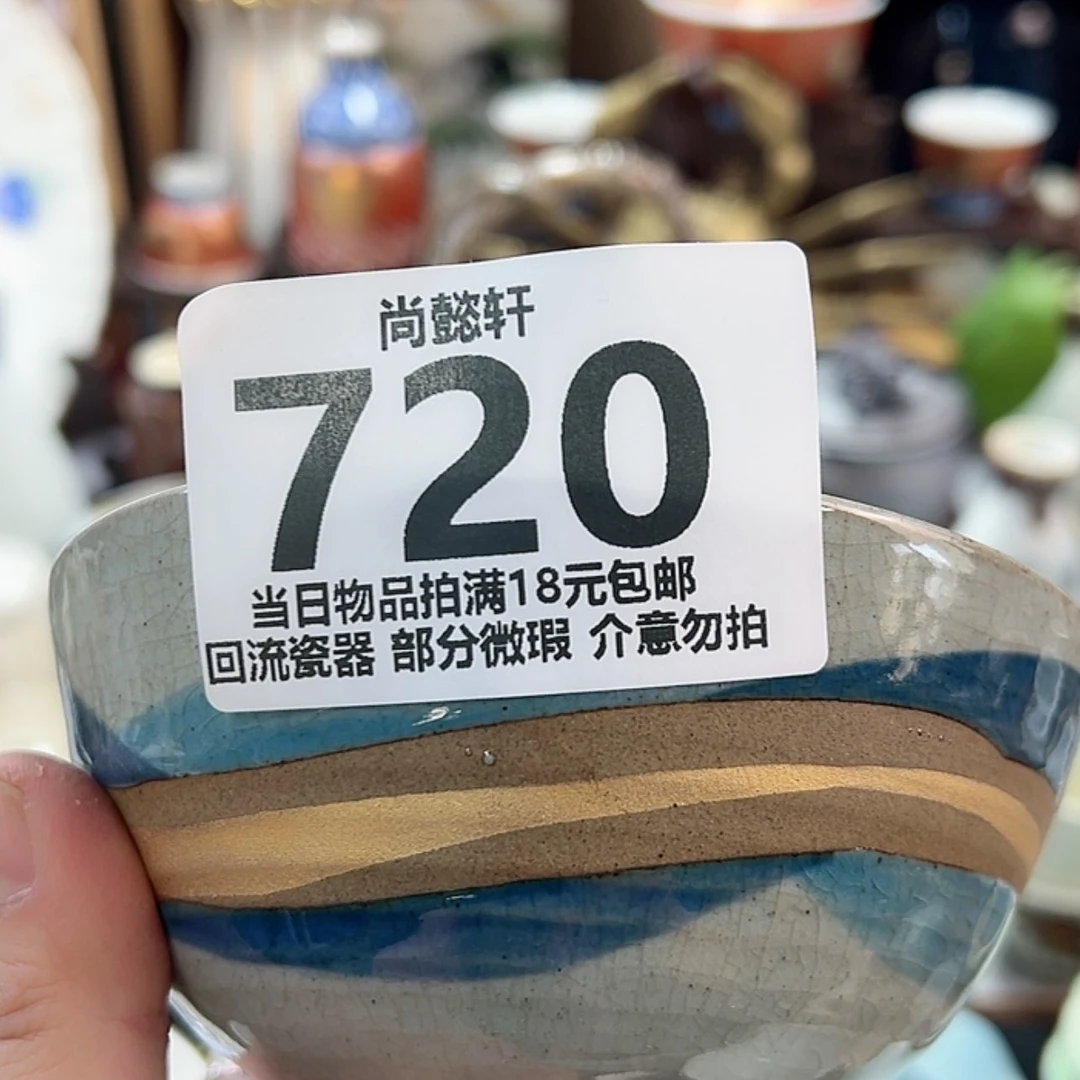 尚懿轩
720
当日物品拍满18元包邮
回流瓷器 部分微瑕 介意勿拍